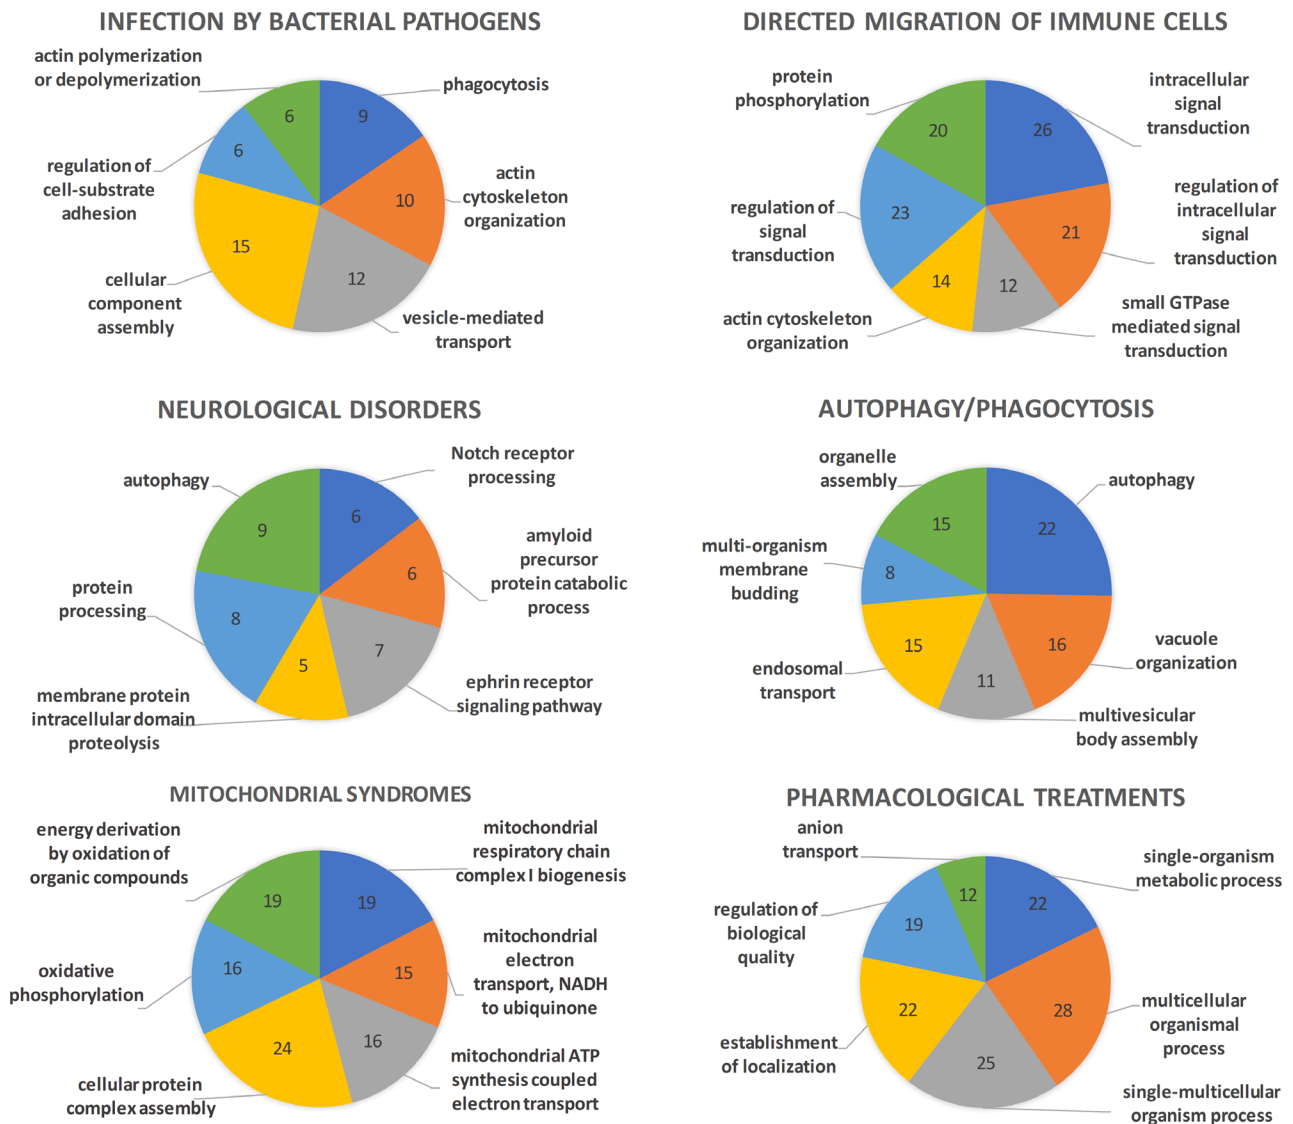 INFECTION BY BACTERIAL PATHOGENS
actin polymerization
or depolymerization
phagocytosis
regulation of
cell-substrate
adhesion
actin
cytoskeleton
organization
cellular
component
assembly
vesicle-mediated
transport
9
10
12
15
6
6
DIRECTED MIGRATION OF IMMUNE CELLS
protein
phosphorylation
intracellular
signal
transduction
regulation of
signal
transduction
regulation of
intracellular
signal
transduction
actin cytoskeleton
organization
small GTPase
mediated signal
transduction
26
21
12
14
23
20
NEUROLOGICAL DISORDERS
autophagy
Notch receptor
processing
protein
processing
amyloid
precursor
protein catabolic
process
membrane protein
intracellular domain
proteolysis
ephrin receptor
signaling pathway
6
6
7
5
8
9
AUTOPHAGY/PHAGOCYTOSIS
organelle
assembly
autophagy
multi-organism
membrane
budding
vacuole
organization
endosomal
transport
multivesicular
body assembly
22
16
11
15
8
15
MITOCHONDRIAL SYNDROMES
energy derivation
by oxidation of
organic compounds
mitochondrial
respiratory chain
complex I biogenesis
oxidative
phosphorylation
mitochondrial
electron
transport, NADH
to ubiquinone
cellular protein
complex assembly
mitochondrial ATP
synthesis coupled
electron transport
19
15
16
24
16
19
PHARMACOLOGICAL TREATMENTS
anion
transport
single-organism
metabolic process
regulation of
biological
quality
multicellular
organismal
process
establishment
of localization
single-multicellular
organism process
22
28
25
22
19
12